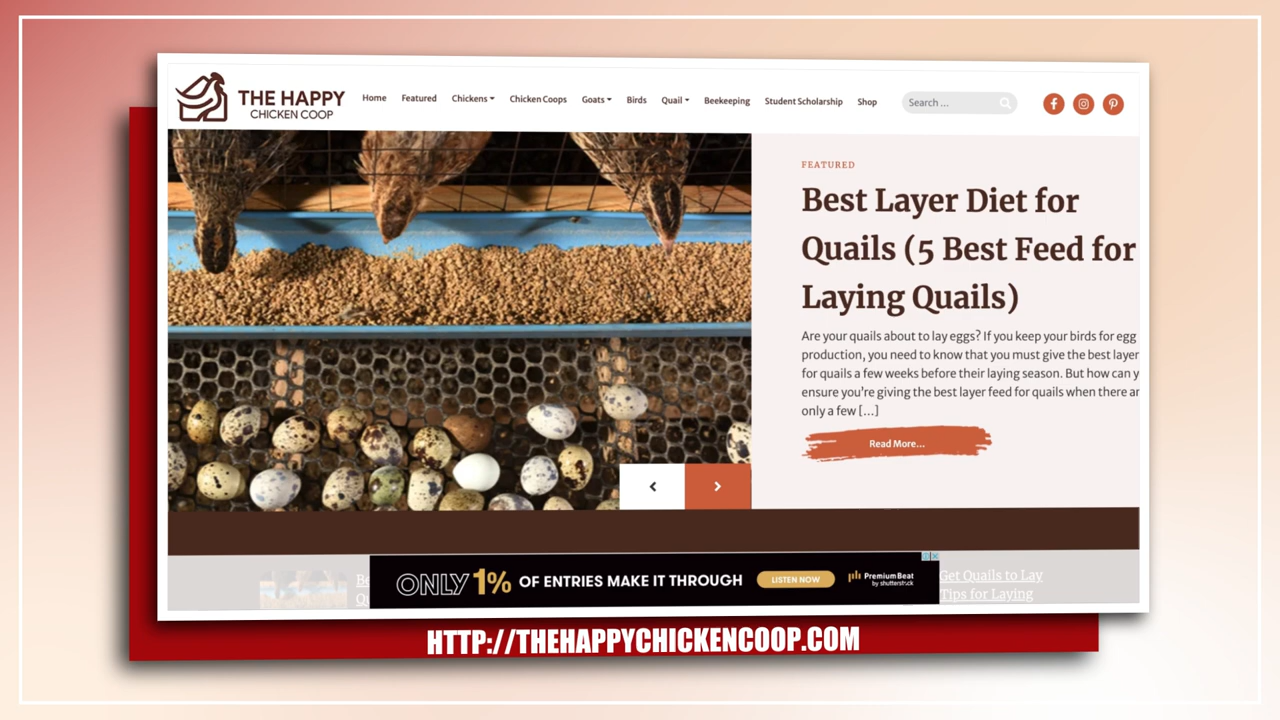 THE HAPPY
CHICKEN COOP
Home Featured Chickens Chicken Coops Goats Birds Quail Beekeeping Student Scholarship Shop
Search ...
FEATURED
Best Layer Diet for
Quails (5 Best Feed for
Laying Quails)
Are your quails about to lay eggs? If you keep your birds for egg
production, you need to know that you must give the best layer
for quails a few weeks before their laying season. But how can y
ensure you're giving the best layer feed for quails when there ar
only a few [...]
Read More...
Be
Qu
ONLY 1% OF ENTRIES MAKE IT THROUGH
LISTEN NOW
PremiumBeat
by shutterstock
Get Quails to Lay
Tips for Laying
HTTP://THEHAPPYCHICKENCOOP.COM